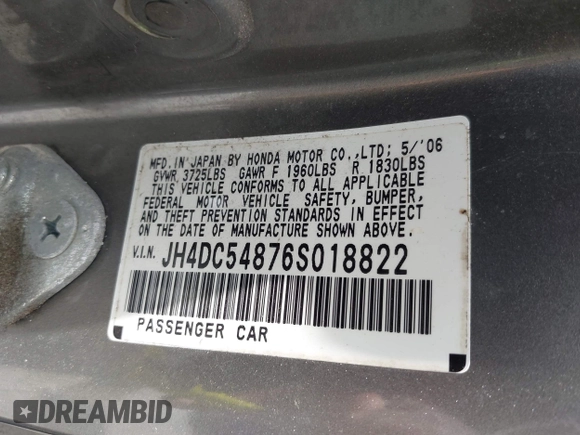 MFD. IN JAPAN BY HONDA MOTOR CO., LTD; 5/'06
GVWR 3725LBS GAWR F 1960LBS R 1830LBS
THIS VEHICLE CONFORMS TO ALL APPLICABLE
FEDERAL MOTOR VEHICLE SAFETY, BUMPER,
AND THEFT PREVENTION STANDARDS IN EFFECT
ON THE DATE OF MANUFACTURE SHOWN ABOVE.
V.I.N. JH4DC54876S018822
PASSENGER CAR
DREAMBID